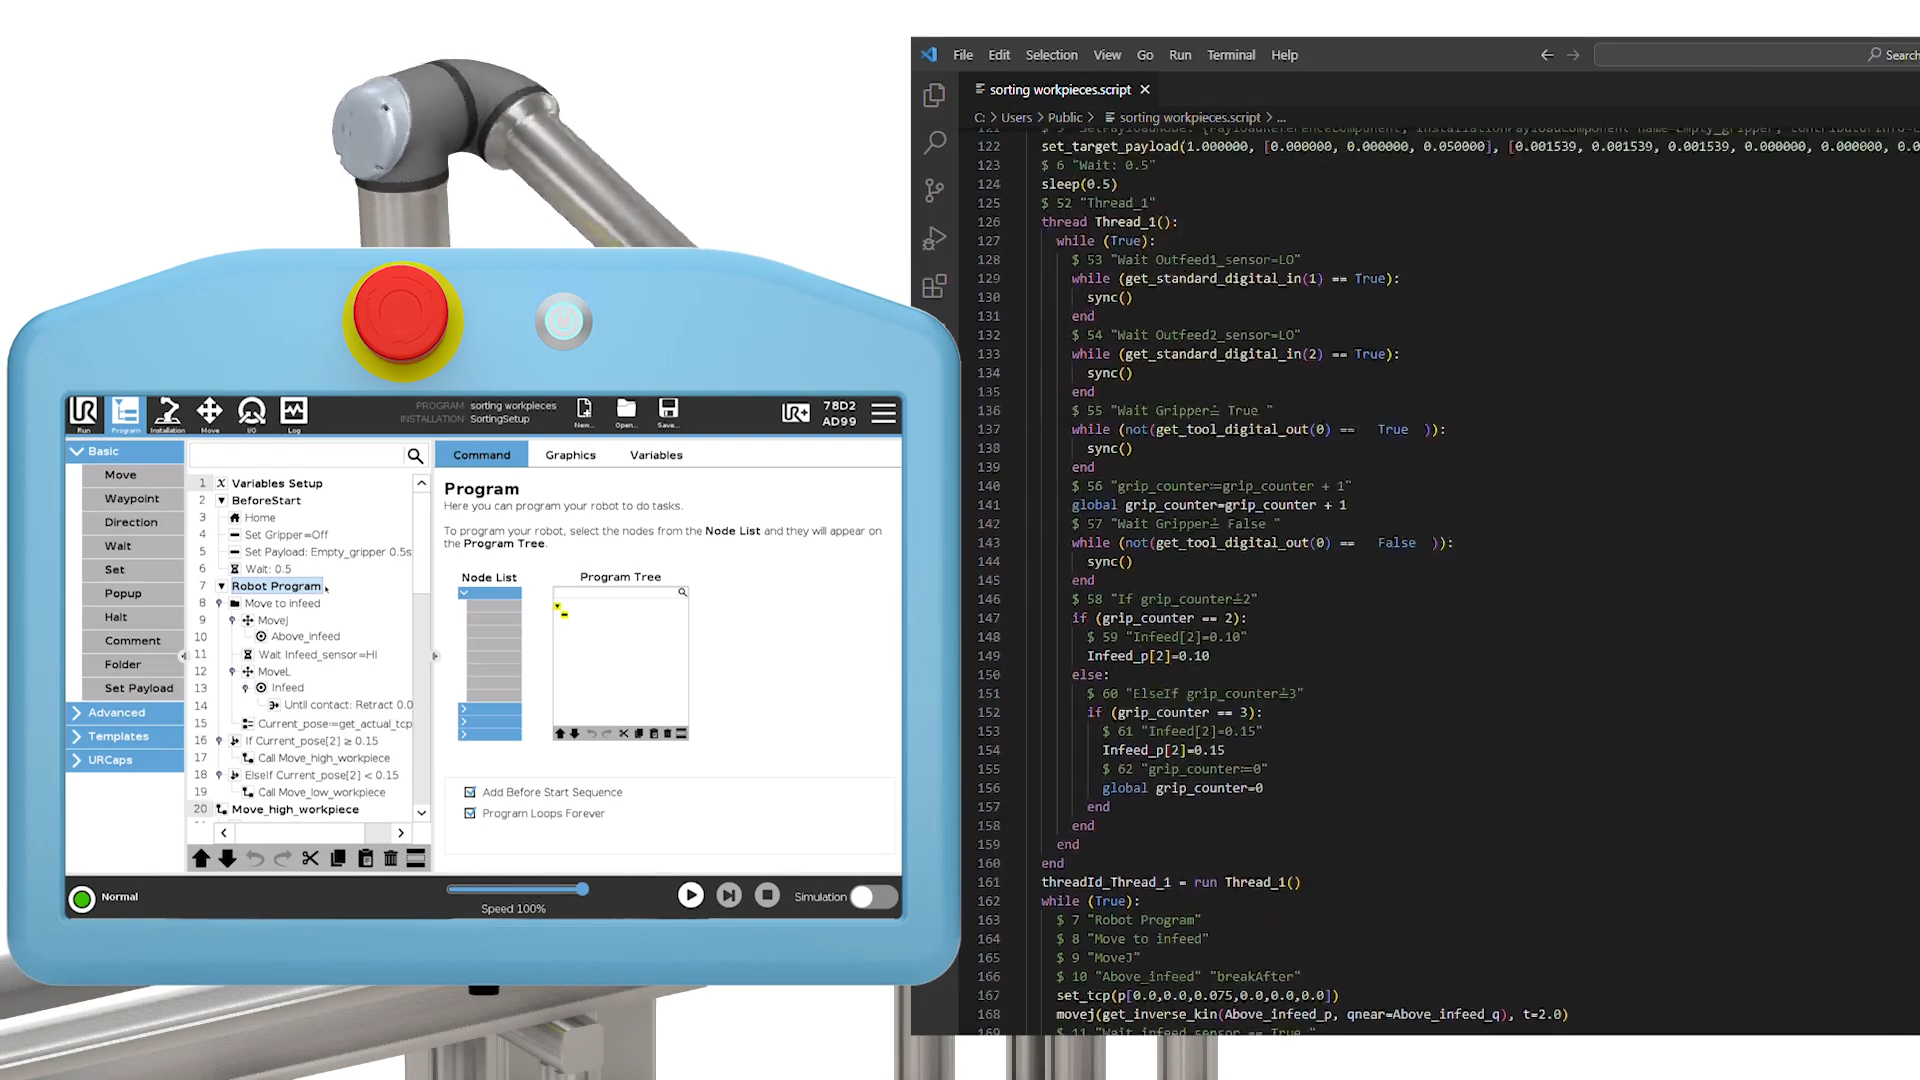 File Edit Selection View Go Run Terminal Help
Search
sorting workpieces.script
C: > Users > Public > sorting workpieces.script > ...
122 set_target_payload(1.000000, [0.000000, 0.000000, 0.050000], [0.001539, 0.001539, 0.001539, 0.000000, 0.000000, 0.0
123 $ 6 "Wait: 0.5"
124 sleep(0.5)
125 $ 52 "Thread_1"
126 thread Thread_1():
127 while (True):
128 $ 53 "Wait Outfeed1_sensor=LO"
129 while (get_standard_digital_in(1) == True):
130 sync()
131 end
132 $ 54 "Wait Outfeed2_sensor=LO"
133 while (get_standard_digital_in(2) == True):
134 sync()
135 end
136 $ 55 "Wait Gripper≟ True "
137 while (not(get_tool_digital_out(0) == True )):
138 sync()
139 end
140 $ 56 "grip_counter≔grip_counter + 1"
141 global grip_counter=grip_counter + 1
142 $ 57 "Wait Gripper≟ False "
143 while (not(get_tool_digital_out(0) == False )):
144 sync()
145 end
146 $ 58 "If grip_counter≟2"
147 if (grip_counter == 2):
148 $ 59 "Infeed[2]=0.10"
149 Infeed_p[2]=0.10
150 else:
151 $ 60 "ElseIf grip_counter≟3"
152 if (grip_counter == 3):
153 $ 61 "Infeed[2]=0.15"
154 Infeed_p[2]=0.15
155 $ 62 "grip_counter≔0"
156 global grip_counter=0
157 end
158 end
159 end
160 end
161 threadId_Thread_1 = run Thread_1()
162 while (True):
163 $ 7 "Robot Program"
164 $ 8 "Move to infeed"
165 $ 9 "MoveJ"
166 $ 10 "Above_infeed" "breakAfter"
167 set_tcp(p[0.0,0.0,0.075,0.0,0.0,0.0])
168 movej(get_inverse_kin(Above_infeed_p, qnear=Above_infeed_q), t=2.0)
UR
Run Program Installation Move I/O Log
PROGRAM sorting workpieces
INSTALLATION SortingSetup
New... Open... Save...
UR+
78D2
AD99
Basic
Move
Waypoint
Direction
Wait
Set
Popup
Halt
Comment
Folder
Set Payload
Advanced
Templates
URCaps
1 X Variables Setup
2 BeforeStart
3 Home
4 Set Gripper=Off
5 Set Payload: Empty_gripper 0.5s
6 Wait: 0.5
7 Robot Program
8 Move to infeed
9 MoveJ
10 Above_infeed
11 Wait Infeed_sensor=HI
12 MoveL
13 Infeed
14 Until contact: Retract 0.0
15 Current_pose≔get_actual_tcp
16 If Current_pose[2] ≥ 0.15
17 Call Move_high_workpiece
18 ElseIf Current_pose[2] < 0.15
19 Call Move_low_workpiece
20 Move_high_workpiece
Command Graphics Variables
Program
Here you can program your robot to do tasks.
To program your robot, select the nodes from the Node List and they will appear on
the Program Tree.
Node List Program Tree
Add Before Start Sequence
Program Loops Forever
Normal
Speed 100%
Simulation